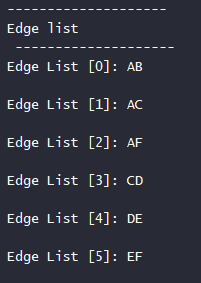 --------------------
Edge list
--------------------
Edge List [0]: AB
Edge List [1]: AC
Edge List [2]: AF
Edge List [3]: CD
Edge List [4]: DE
Edge List [5]: EF